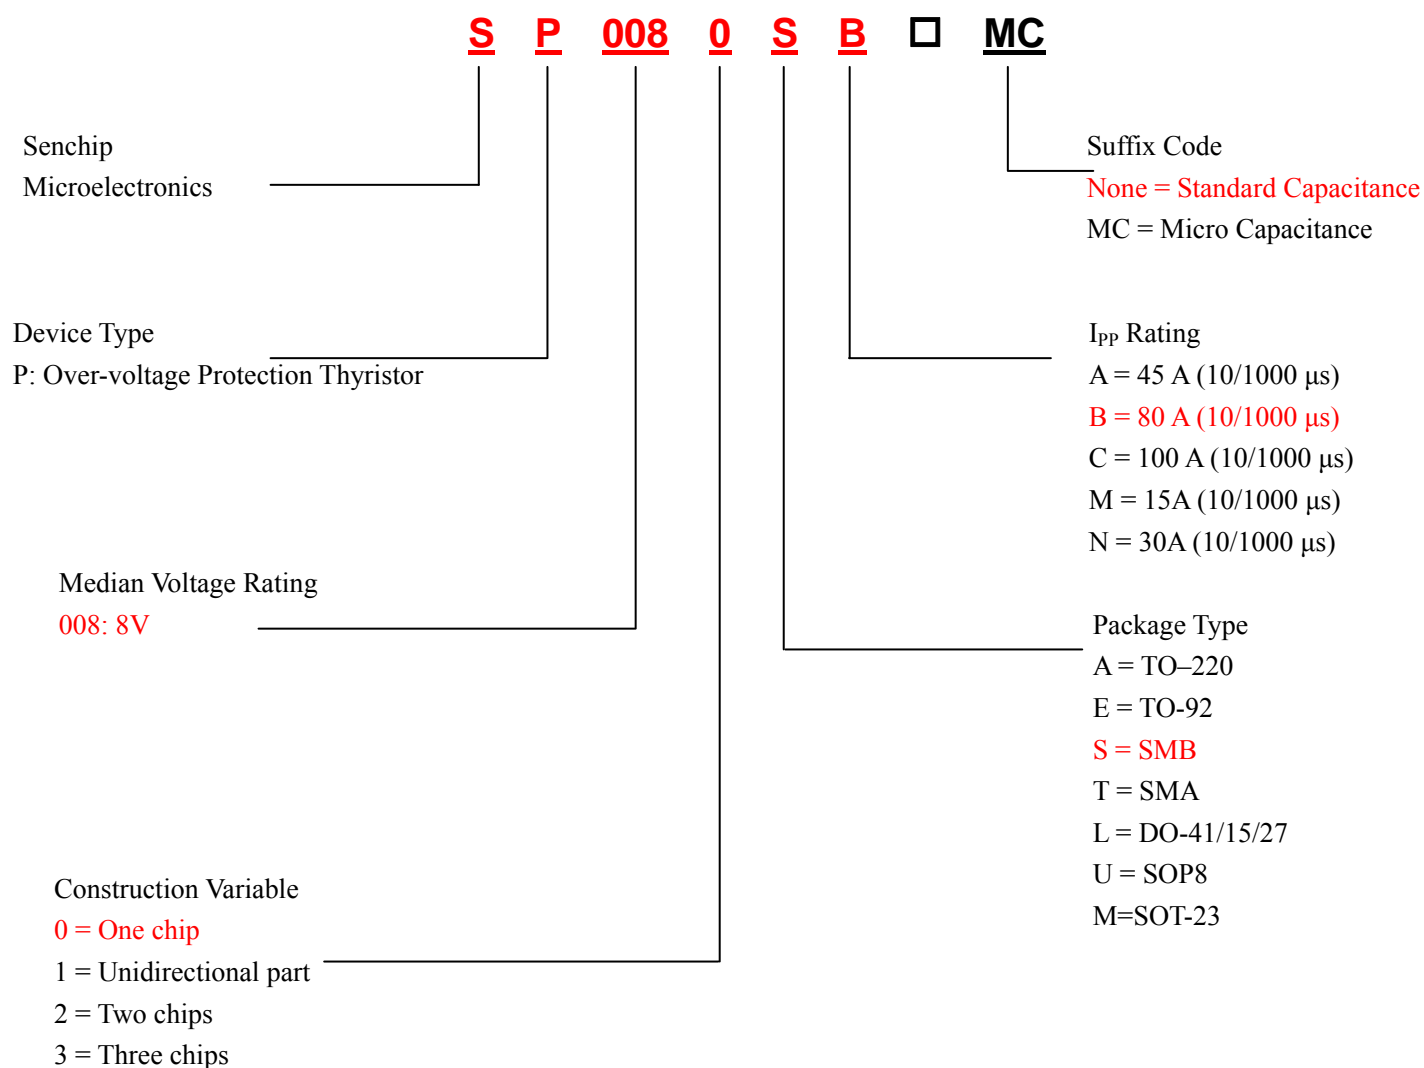 S P 008 0 S B □ MC
Senchip
Microelectronics
Suffix Code
None = Standard Capacitance
MC = Micro Capacitance
Device Type
P: Over-voltage Protection Thyristor
IPP Rating
A = 45 A (10/1000 μs)
B = 80 A (10/1000 μs)
C = 100 A (10/1000 μs)
M = 15A (10/1000 μs)
N = 30A (10/1000 μs)
Median Voltage Rating
008: 8V
Package Type
A = TO–220
E = TO-92
S = SMB
T = SMA
L = DO-41/15/27
U = SOP8
M=SOT-23
Construction Variable
0 = One chip
1 = Unidirectional part
2 = Two chips
3 = Three chips